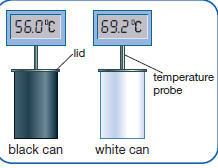 56.0°C
69.2°C
lid
temperature
probe
black can
white can